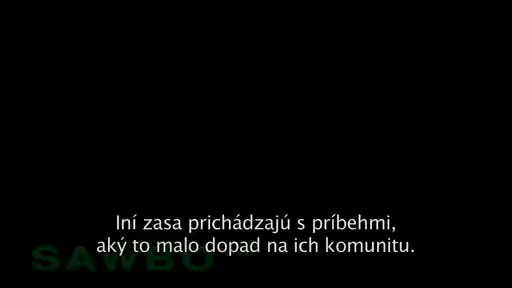 Iní zasa prichádzajú s príbehmi,
aký to malo dopad na ich komunitu.
SAWBO